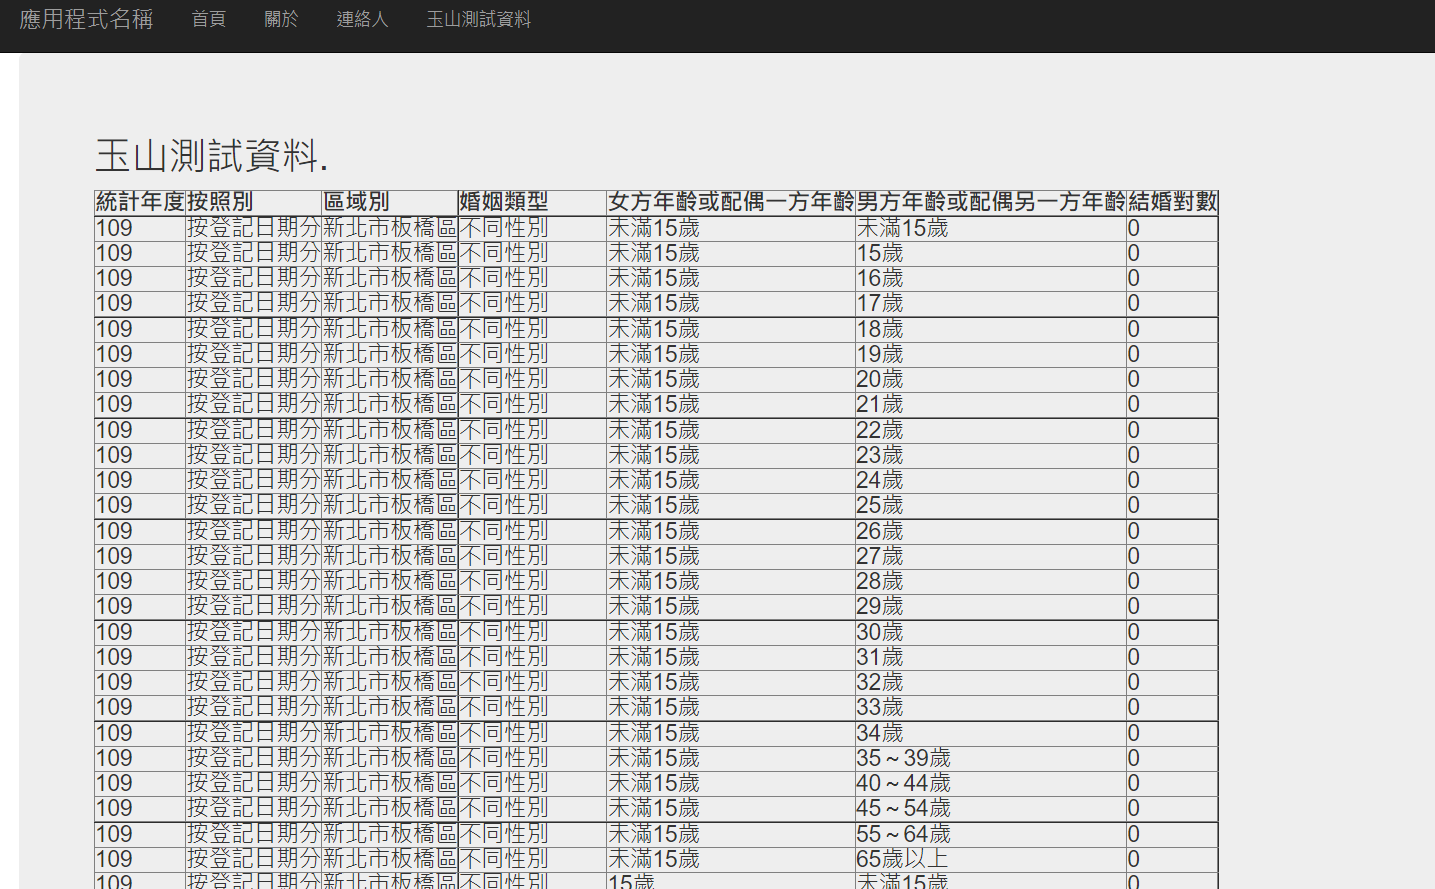 應用程式名稱 首頁 關於 連絡人 玉山測試資料
玉山測試資料.
統計年度 按照別 區域別 婚姻類型 女方年齡或配偶一方年齡 男方年齡或配偶另一方年齡 結婚對數
109 按登記日期分 新北市板橋區 不同性別 未滿15歲 未滿15歲 0
109 按登記日期分 新北市板橋區 不同性別 未滿15歲 15歲 0
109 按登記日期分 新北市板橋區 不同性別 未滿15歲 16歲 0
109 按登記日期分 新北市板橋區 不同性別 未滿15歲 17歲 0
109 按登記日期分 新北市板橋區 不同性別 未滿15歲 18歲 0
109 按登記日期分 新北市板橋區 不同性別 未滿15歲 19歲 0
109 按登記日期分 新北市板橋區 不同性別 未滿15歲 20歲 0
109 按登記日期分 新北市板橋區 不同性別 未滿15歲 21歲 0
109 按登記日期分 新北市板橋區 不同性別 未滿15歲 22歲 0
109 按登記日期分 新北市板橋區 不同性別 未滿15歲 23歲 0
109 按登記日期分 新北市板橋區 不同性別 未滿15歲 24歲 0
109 按登記日期分 新北市板橋區 不同性別 未滿15歲 25歲 0
109 按登記日期分 新北市板橋區 不同性別 未滿15歲 26歲 0
109 按登記日期分 新北市板橋區 不同性別 未滿15歲 27歲 0
109 按登記日期分 新北市板橋區 不同性別 未滿15歲 28歲 0
109 按登記日期分 新北市板橋區 不同性別 未滿15歲 29歲 0
109 按登記日期分 新北市板橋區 不同性別 未滿15歲 30歲 0
109 按登記日期分 新北市板橋區 不同性別 未滿15歲 31歲 0
109 按登記日期分 新北市板橋區 不同性別 未滿15歲 32歲 0
109 按登記日期分 新北市板橋區 不同性別 未滿15歲 33歲 0
109 按登記日期分 新北市板橋區 不同性別 未滿15歲 34歲 0
109 按登記日期分 新北市板橋區 不同性別 未滿15歲 35～39歲 0
109 按登記日期分 新北市板橋區 不同性別 未滿15歲 40～44歲 0
109 按登記日期分 新北市板橋區 不同性別 未滿15歲 45～54歲 0
109 按登記日期分 新北市板橋區 不同性別 未滿15歲 55～64歲 0
109 按登記日期分 新北市板橋區 不同性別 未滿15歲 65歲以上 0
109 按登記日期分 新北市板橋區 不同性別 15歲 未滿15歲 0